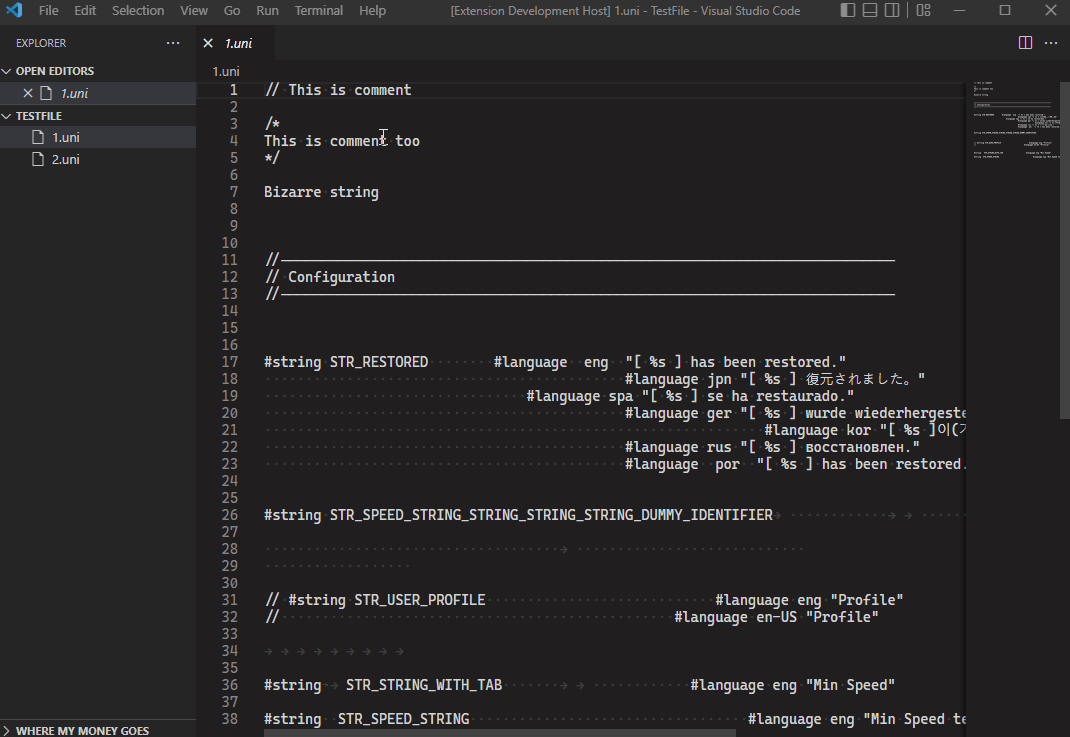 File Edit Selection View Go Run Terminal Help [Extension Development Host] 1.uni - TestFile - Visual Studio Code
EXPLORER
OPEN EDITORS
1.uni
TESTFILE
1.uni
2.uni
WHERE MY MONEY GOES
1.uni
1.uni
1 // This is comment
2
3 /*
4 This is comment too
5 */
6
7 Bizarre string
8
9
10
11 //
12 // Configuration
13 //
14
15
16
17 #string STR_RESTORED #language eng "[ %s ] has been restored."
18 #language jpn "[ %s ] 復元されました。"
19 #language spa "[ %s ] se ha restaurado."
20 #language ger "[ %s ] wurde
21 #language kor "[ %s ]이(
22 #language rus "[ %s ] восстановлен."
23 #language por "[ %s ] has been restored.
24
25
26 #string STR_SPEED_STRING_STRING_STRING_STRING_DUMMY_IDENTIFIER
27
28
29
30
31 // #string STR_USER_PROFILE #language eng "Profile"
32 // #language en-US "Profile"
33
34
35
36 #string STR_STRING_WITH_TAB #language eng "Min Speed"
37
38 #string STR_SPEED_STRING #language eng "Min Speed te